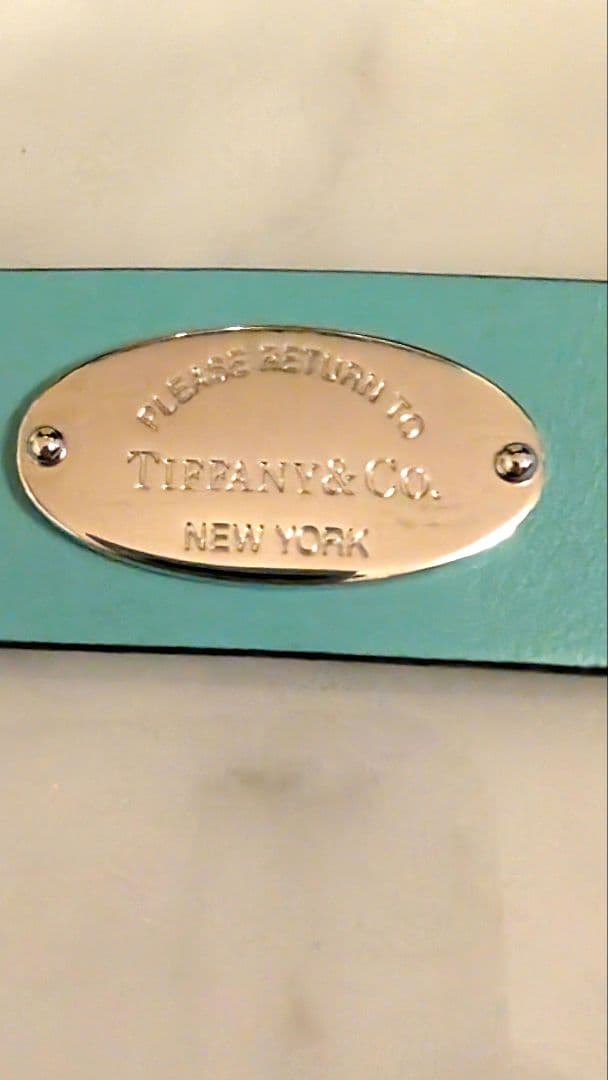 PLEASE RETURN TO
TIFFANY & CO.
NEW YORK